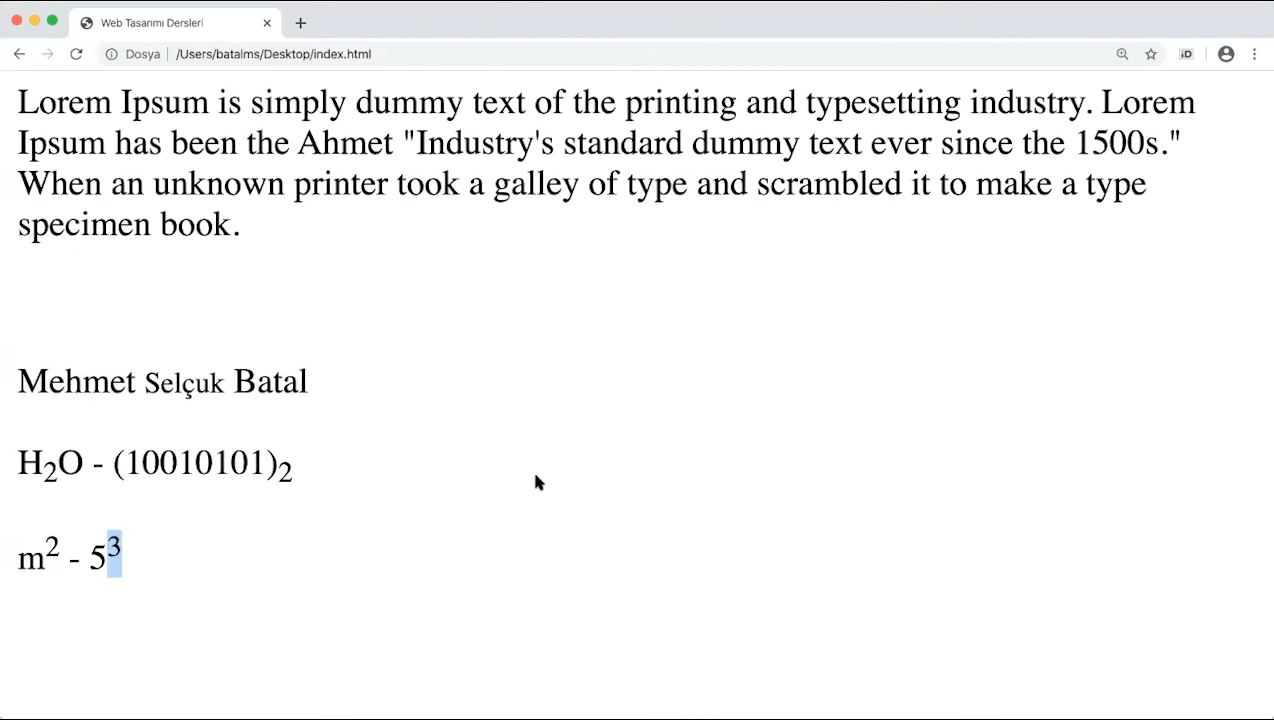 Web Tasarımı Dersleri
Dosya /Users/batalms/Desktop/index.html
Lorem Ipsum is simply dummy text of the printing and typesetting industry. Lorem
Ipsum has been the Ahmet "Industry's standard dummy text ever since the 1500s."
When an unknown printer took a galley of type and scrambled it to make a type
specimen book.
Mehmet Selçuk Batal
H₂O - (10010101)₂
m² - 5³